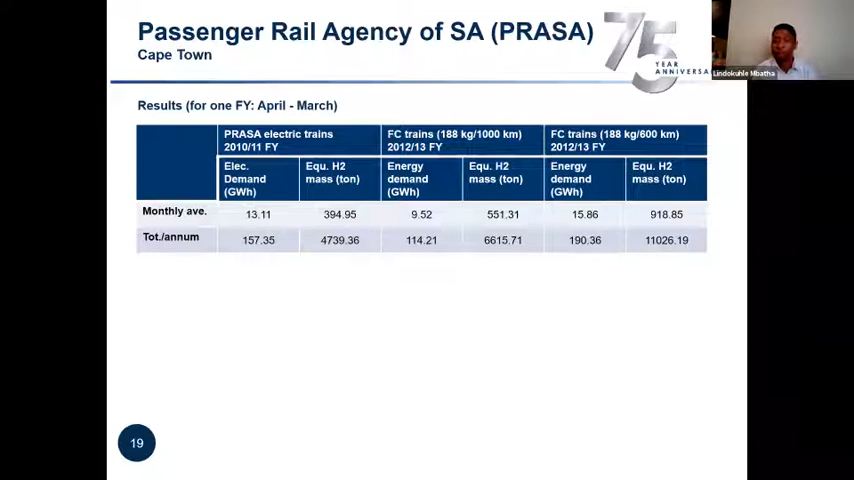 Passenger Rail Agency of SA (PRASA)
Cape Town
75
YEAR
ANNIVERSA
Lindokuhle Mbatha
Results (for one FY: April - March)
PRASA electric trains FC trains (188 kg/1000 km) FC trains (188 kg/600 km)
2010/11 FY 2012/13 FY 2012/13 FY
Elec. Equ. H2 Energy Equ. H2 Energy Equ. H2
Demand mass (ton) demand mass (ton) demand mass (ton)
(GWh) (GWh) (GWh)
Monthly ave. 13.11 394.95 9.52 551.31 15.86 918.85
Tot./annum 157.35 4739.36 114.21 6615.71 190.36 11026.19
19